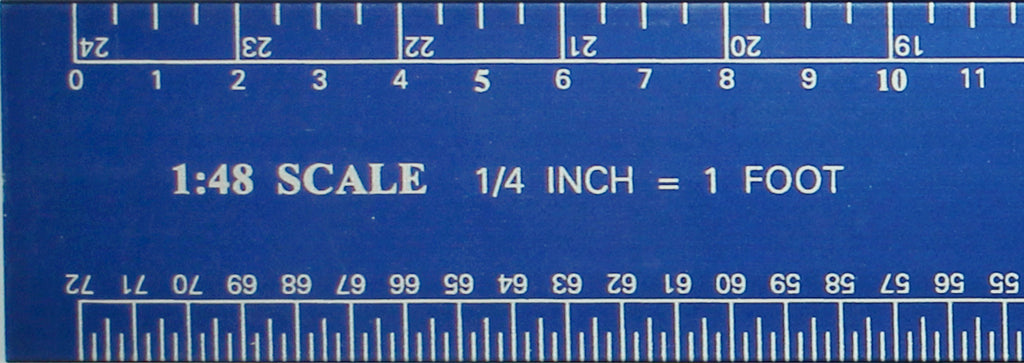 24 23 22 21 20 19
0 1 2 3 4 5 6 7 8 9 10 11
1:48 SCALE 1/4 INCH = 1 FOOT
72 71 70 69 68 67 66 65 64 63 62 61 60 59 58 57 56 55